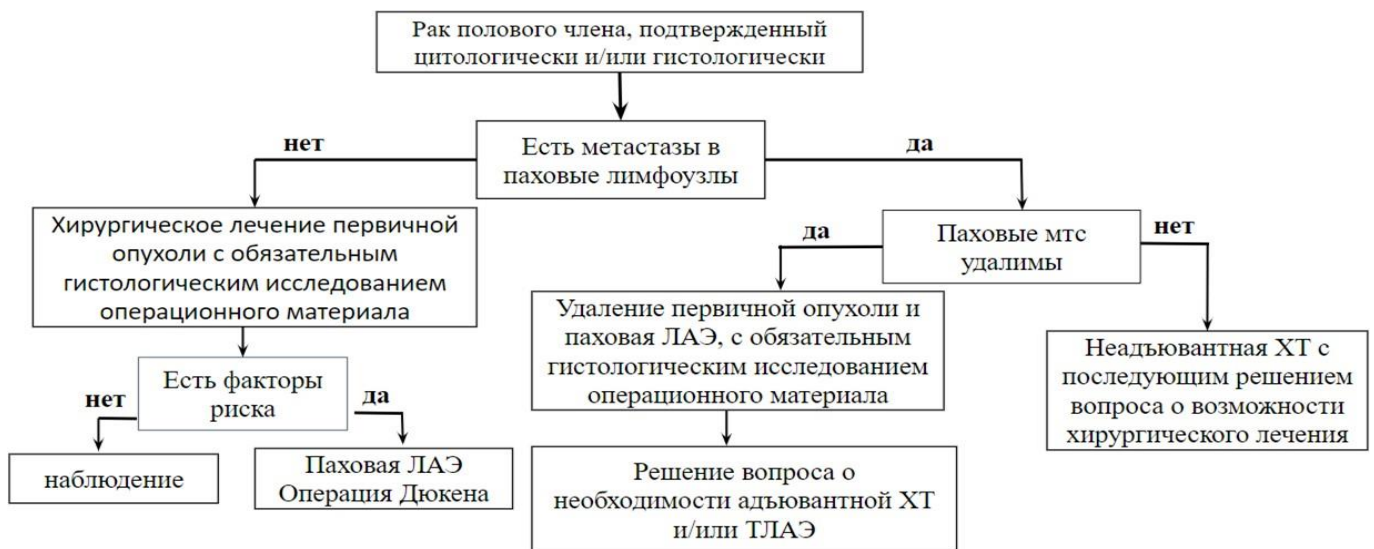 Рак полового члена, подтвержденный
цитологически и/или гистологически
нет
Есть метастазы в
паховые лимфоузлы
да
Хирургическое лечение первичной
опухоли с обязательным
гистологическим исследованием
операционного материала
да
Паховые мтс
удалимы
нет
Удаление первичной опухоли и
паховая ЛАЭ, с обязательным
гистологическим исследованием
операционного материала
Неадъювантная ХТ с
последующим решением
вопроса о возможности
хирургического лечения
нет
Есть факторы
риска
да
наблюдение
Паховая ЛАЭ
Операция Дюкена
Решение вопроса о
необходимости адъювантной ХТ
и/или ТЛАЭ